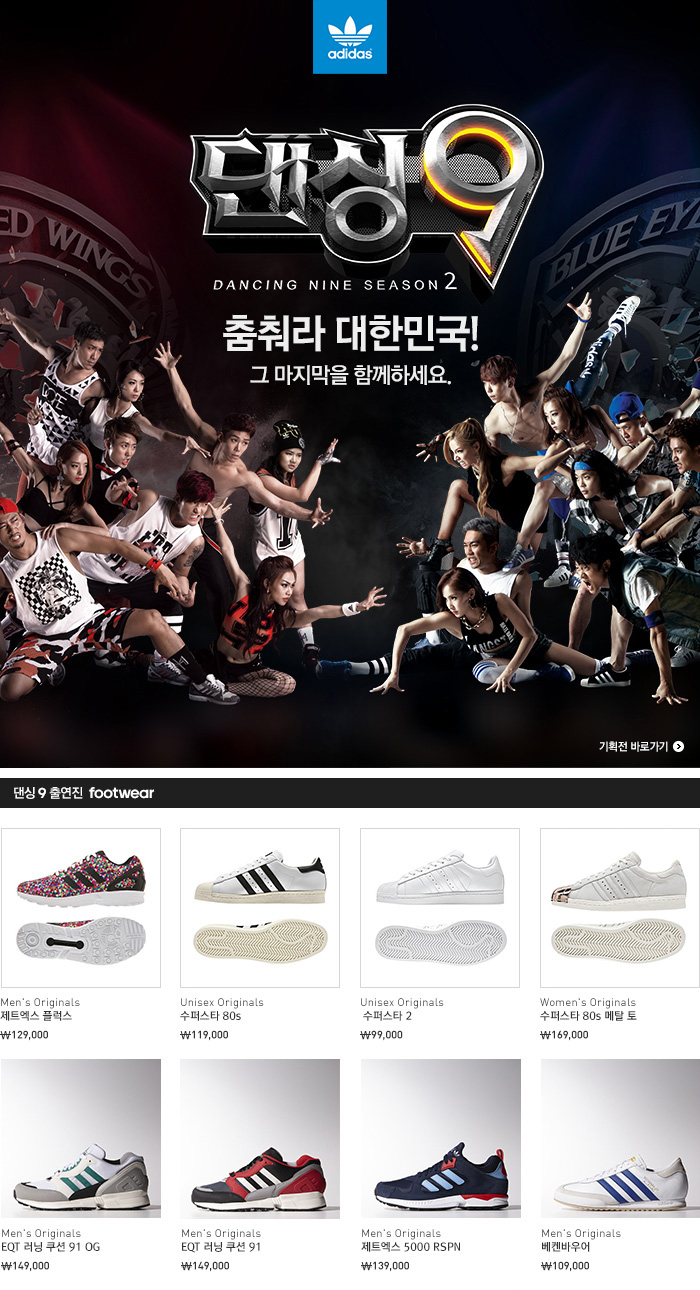 adidas
댄싱9
DANCING NINE SEASON 2
RED WINGS
BLUE EYE
춤춰라 대한민국!
그 마지막을 함께하세요.
기획전 바로가기
댄싱 9 출연진 footwear
Men's Originals
제트엑스 플럭스
₩129,000
Unisex Originals
수퍼스타 80s
₩119,000
Unisex Originals
수퍼스타 2
₩99,000
Women's Originals
수퍼스타 80s 메탈 토
₩169,000
Men's Originals
EQT 러닝 쿠션 91 OG
₩149,000
Men's Originals
EQT 러닝 쿠션 91
₩149,000
Men's Originals
제트엑스 5000 RSPN
₩139,000
Men's Originals
베켄바우어
₩109,000